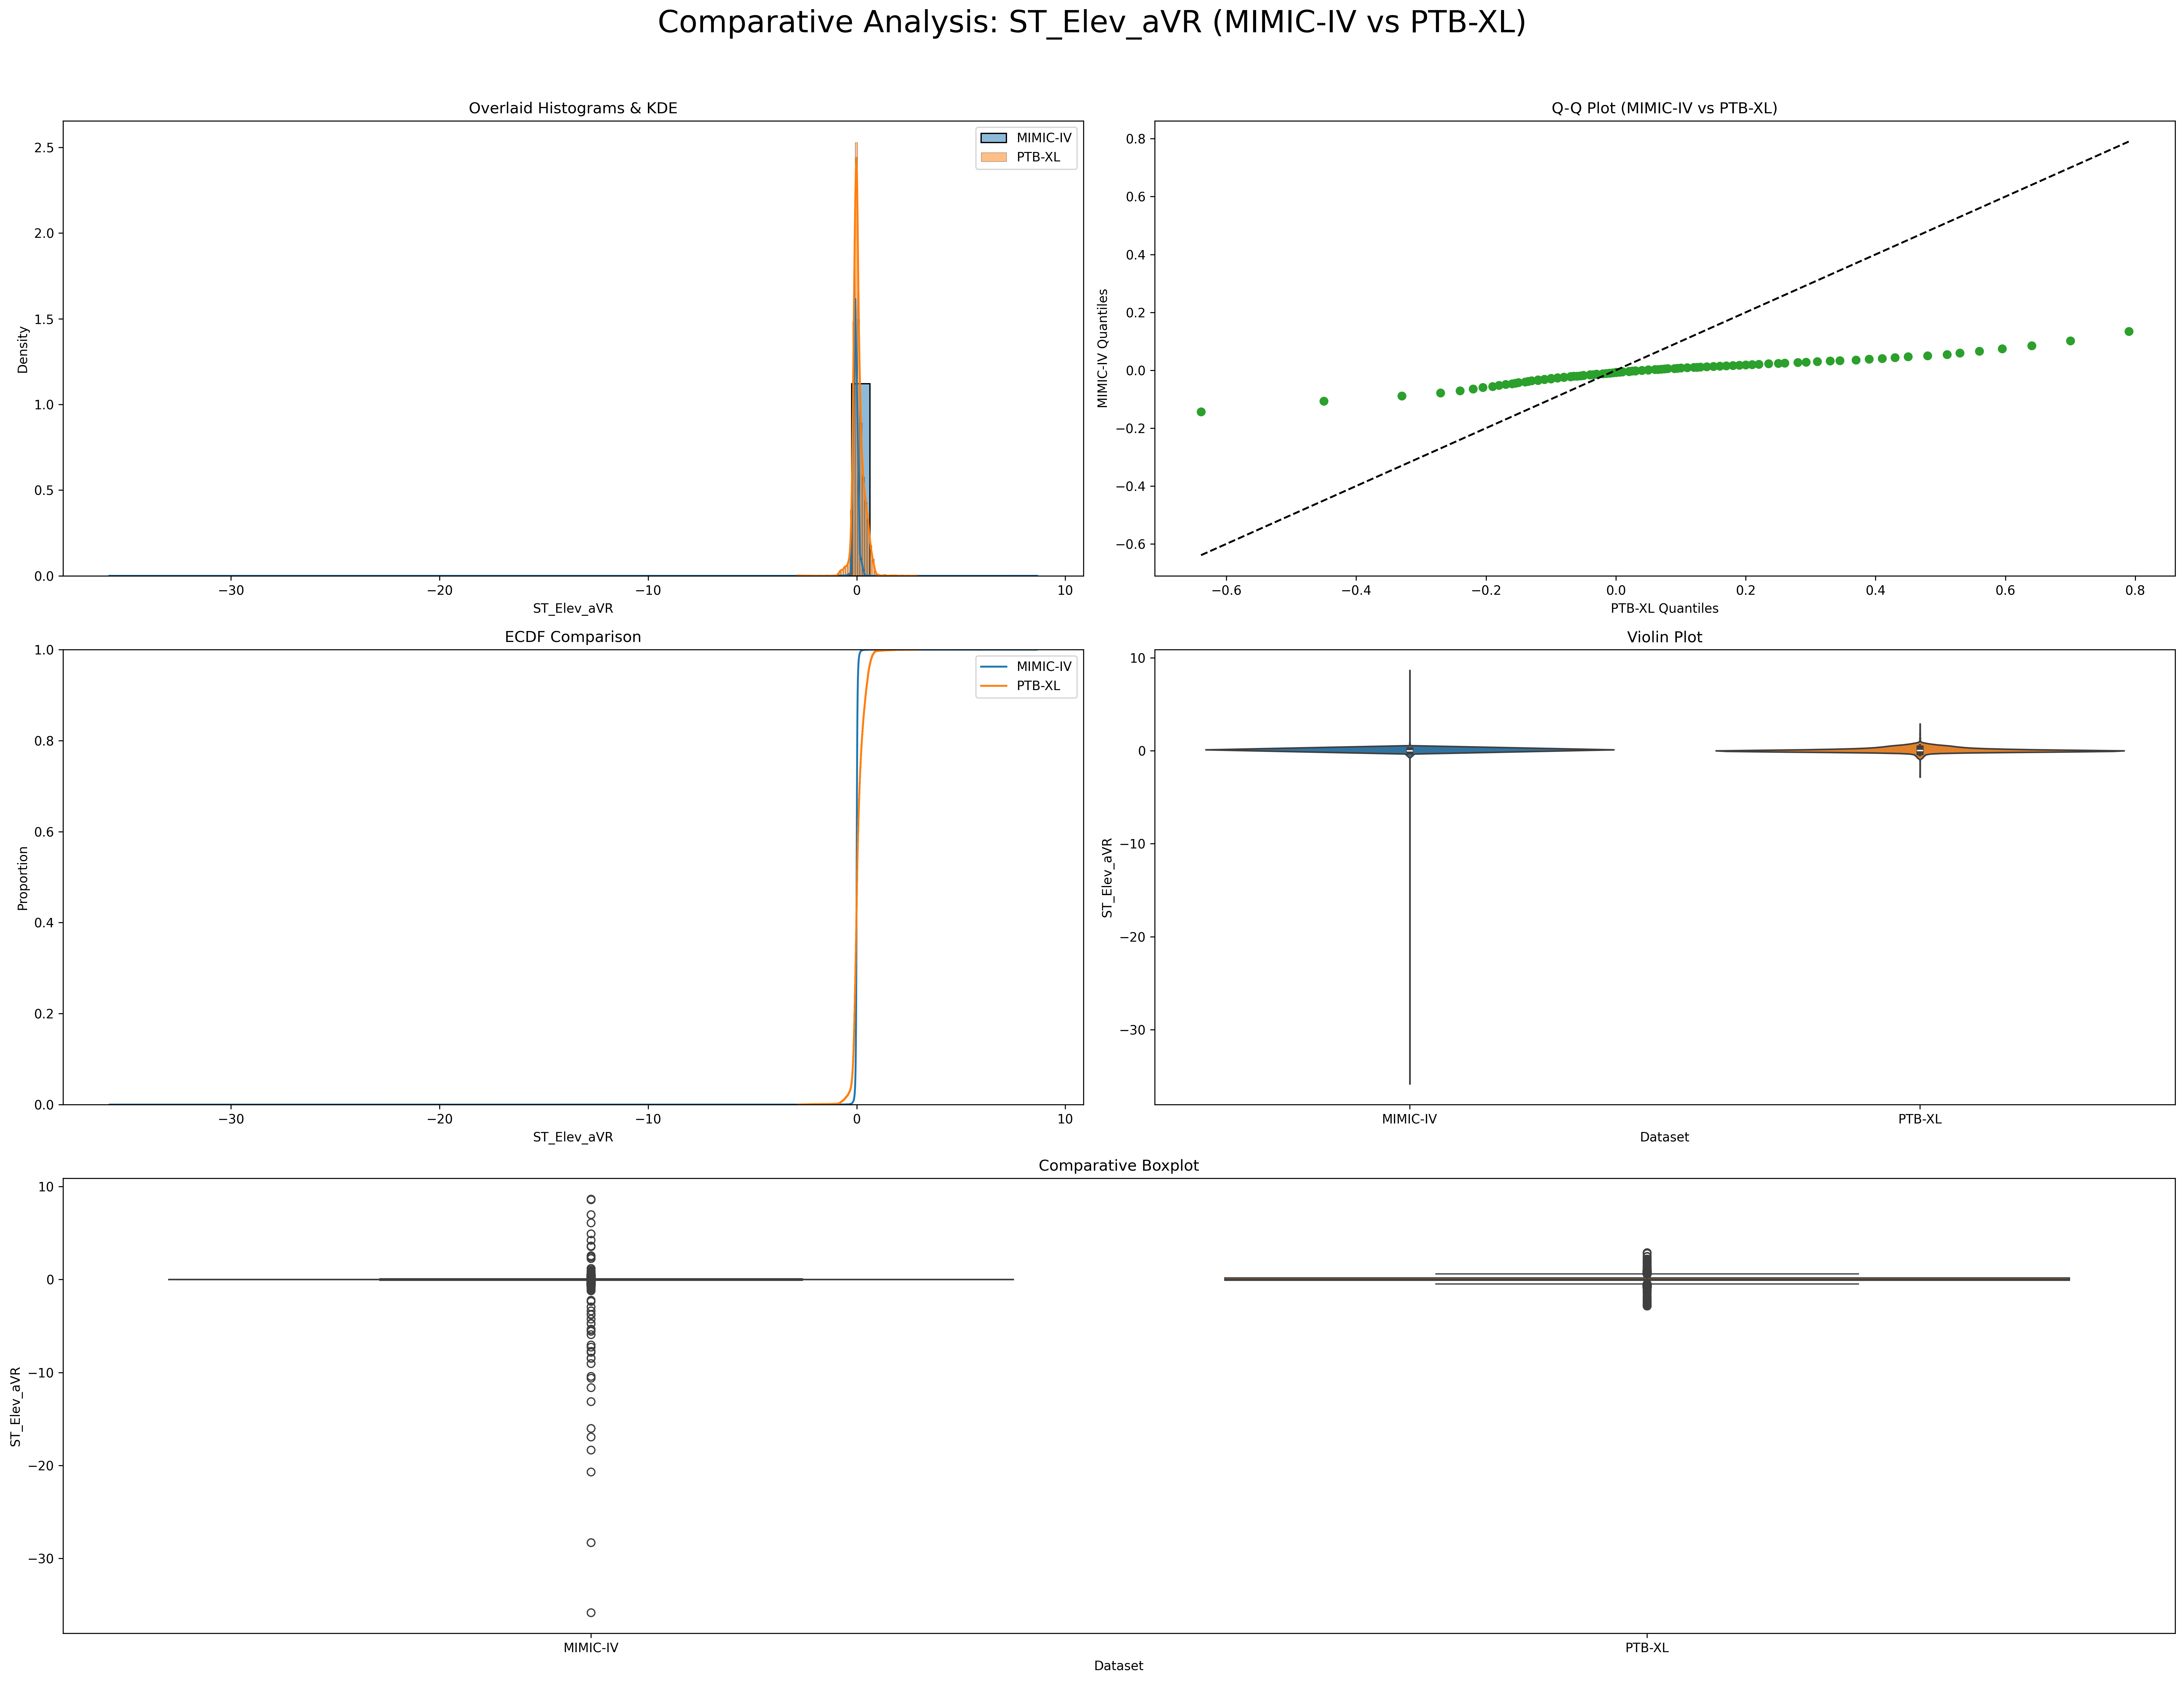 Comparative Analysis: ST_Elev_aVR (MIMIC-IV vs PTB-XL)
Overlaid Histograms & KDE
MIMIC-IV
PTB-XL
Density
2.5
2.0
1.5
1.0
0.5
0.0
−30 −20 −10 0 10
ST_Elev_aVR
Q-Q Plot (MIMIC-IV vs PTB-XL)
MIMIC-IV Quantiles
0.8
0.6
0.4
0.2
0.0
−0.2
−0.4
−0.6
−0.6 −0.4 −0.2 0.0 0.2 0.4 0.6 0.8
PTB-XL Quantiles
ECDF Comparison
MIMIC-IV
PTB-XL
Proportion
1.0
0.8
0.6
0.4
0.2
0.0
−30 −20 −10 0 10
ST_Elev_aVR
Violin Plot
ST_Elev_aVR
10
0
−10
−20
−30
MIMIC-IV PTB-XL
Dataset
Comparative Boxplot
ST_Elev_aVR
10
0
−10
−20
−30
MIMIC-IV PTB-XL
Dataset